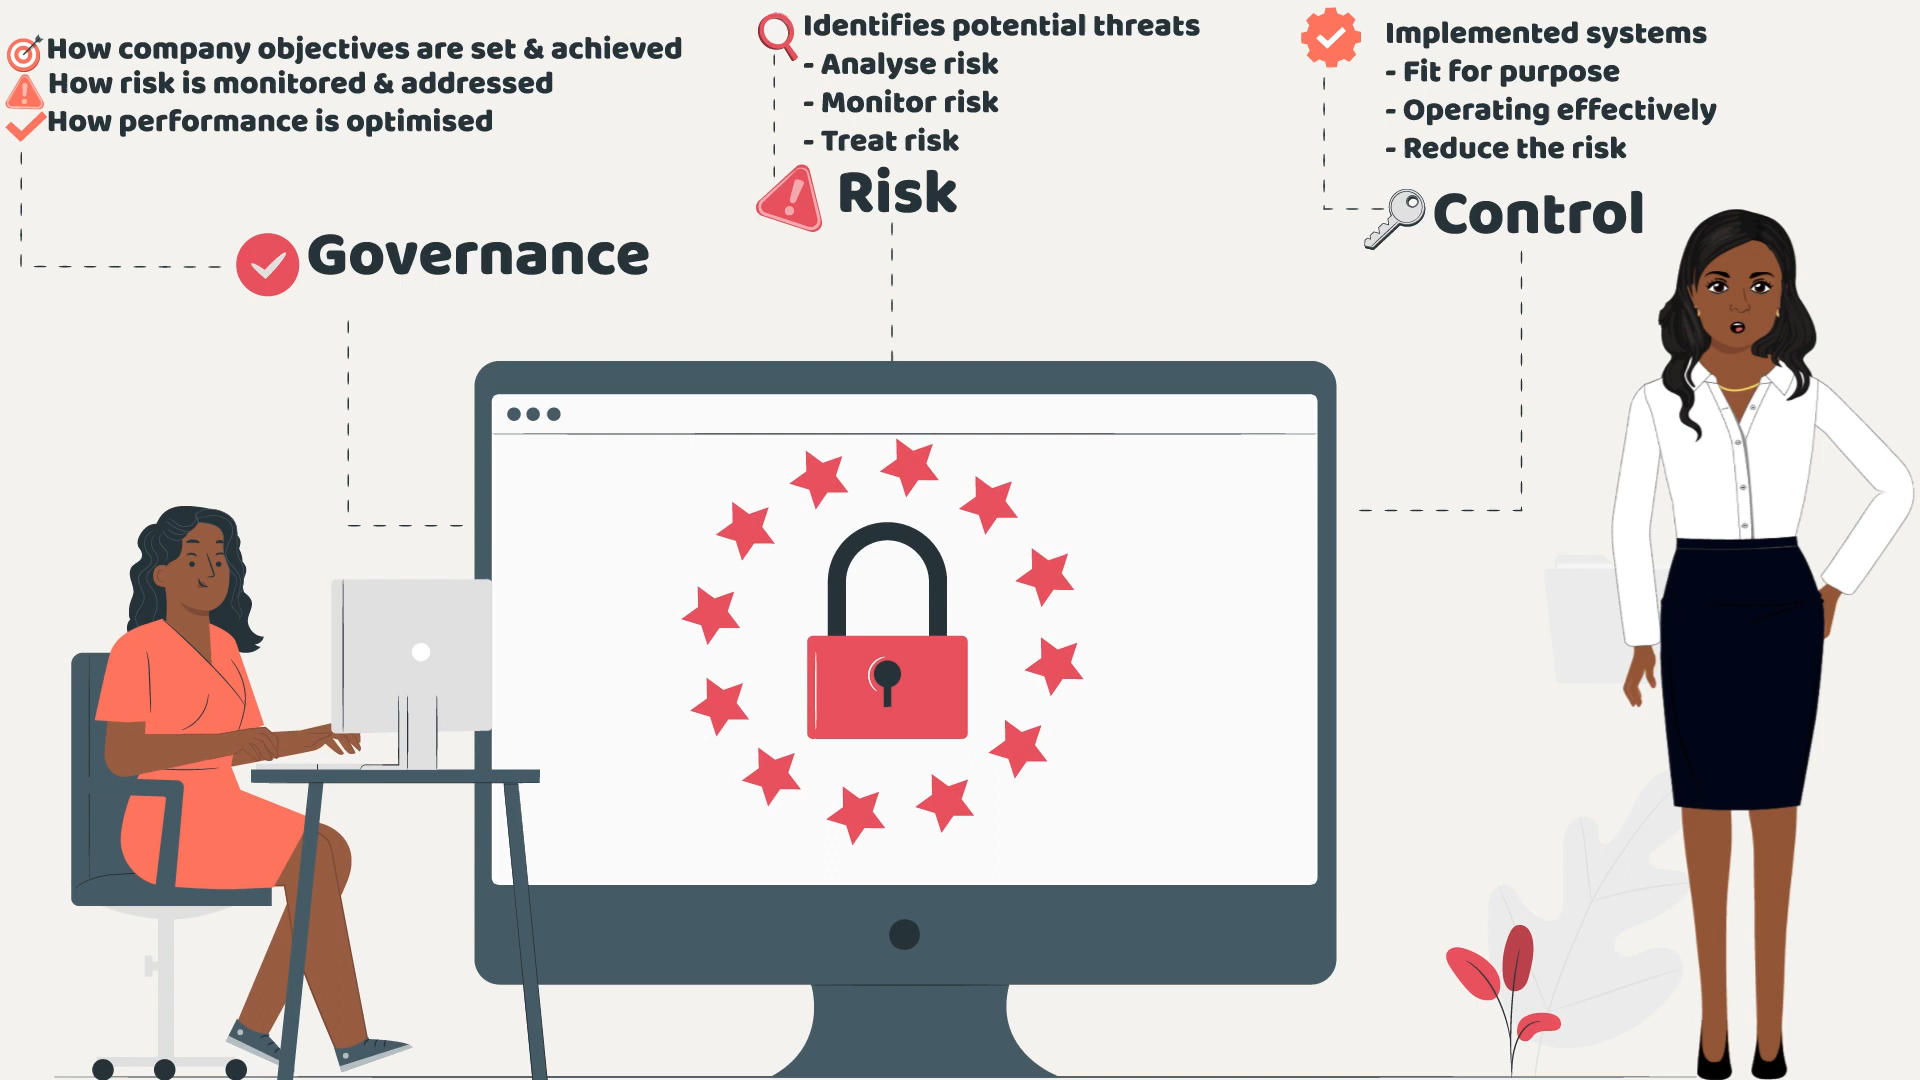 How company objectives are set & achieved
How risk is monitored & addressed
How performance is optimised
Governance
Identifies potential threats
- Analyse risk
- Monitor risk
- Treat risk
Risk
Implemented systems
- Fit for purpose
- Operating effectively
- Reduce the risk
Control